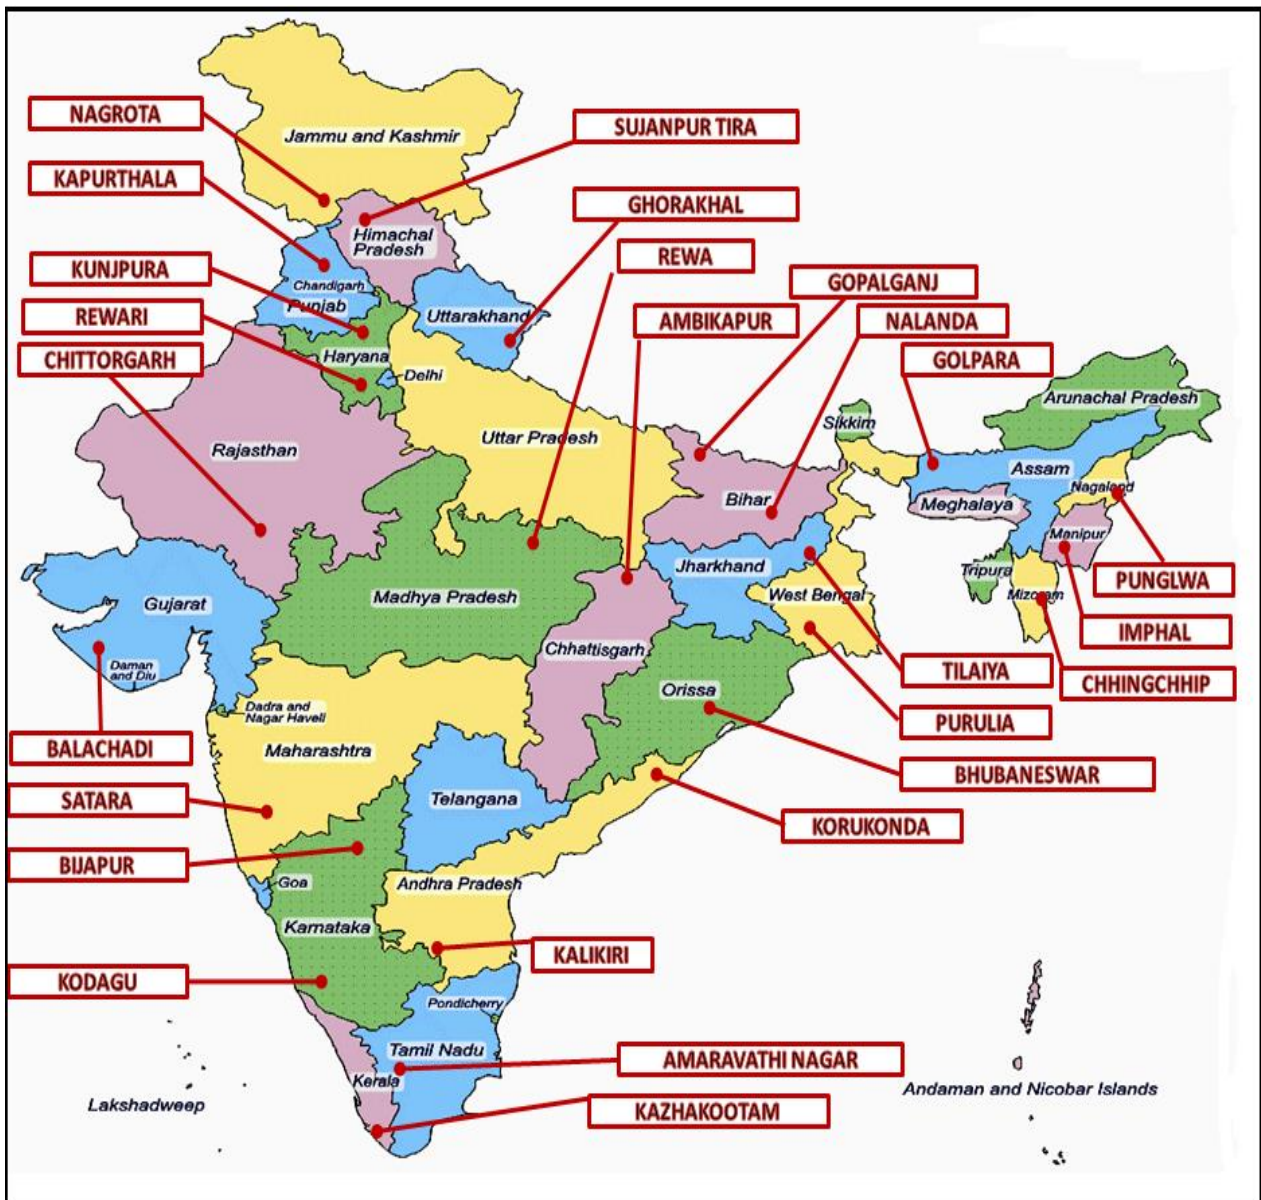 NAGROTA
SUJANPUR TIRA
Jammu and Kashmir
KAPURTHALA
GHORAKHAL
Himachal
Pradesh
REWA
KUNJPURA
GOPALGANJ
Chandigarh
Punjab
Uttarakhand
REWARI
AMBIKAPUR
NALANDA
CHITTORGARH
Haryana
Delhi
GOLPARA
Arunachal Pradesh
Sikkim
Uttar Pradesh
Rajasthan
Assam
Nagaland
Bihar
Meghalaya
Manipur
Jharkhand
Tripura
PUNGLWA
Gujarat
Madhya Pradesh
West Bengal
Mizoram
IMPHAL
Chhattisgarh
Daman
and Diu
TILAIYA
CHHINGCHHIP
Orissa
Dadra and
Nagar Haveli
PURULIA
BALACHADI
Maharashtra
BHUBANESWAR
SATARA
Telangana
KORUKONDA
BIJAPUR
Goa
Andhra Pradesh
Karnataka
KALIKIRI
KODAGU
Pondicherry
Tamil Nadu
AMARAVATHI NAGAR
Kerala
Andaman and Nicobar Islands
Lakshadweep
KAZHAKOOTAM